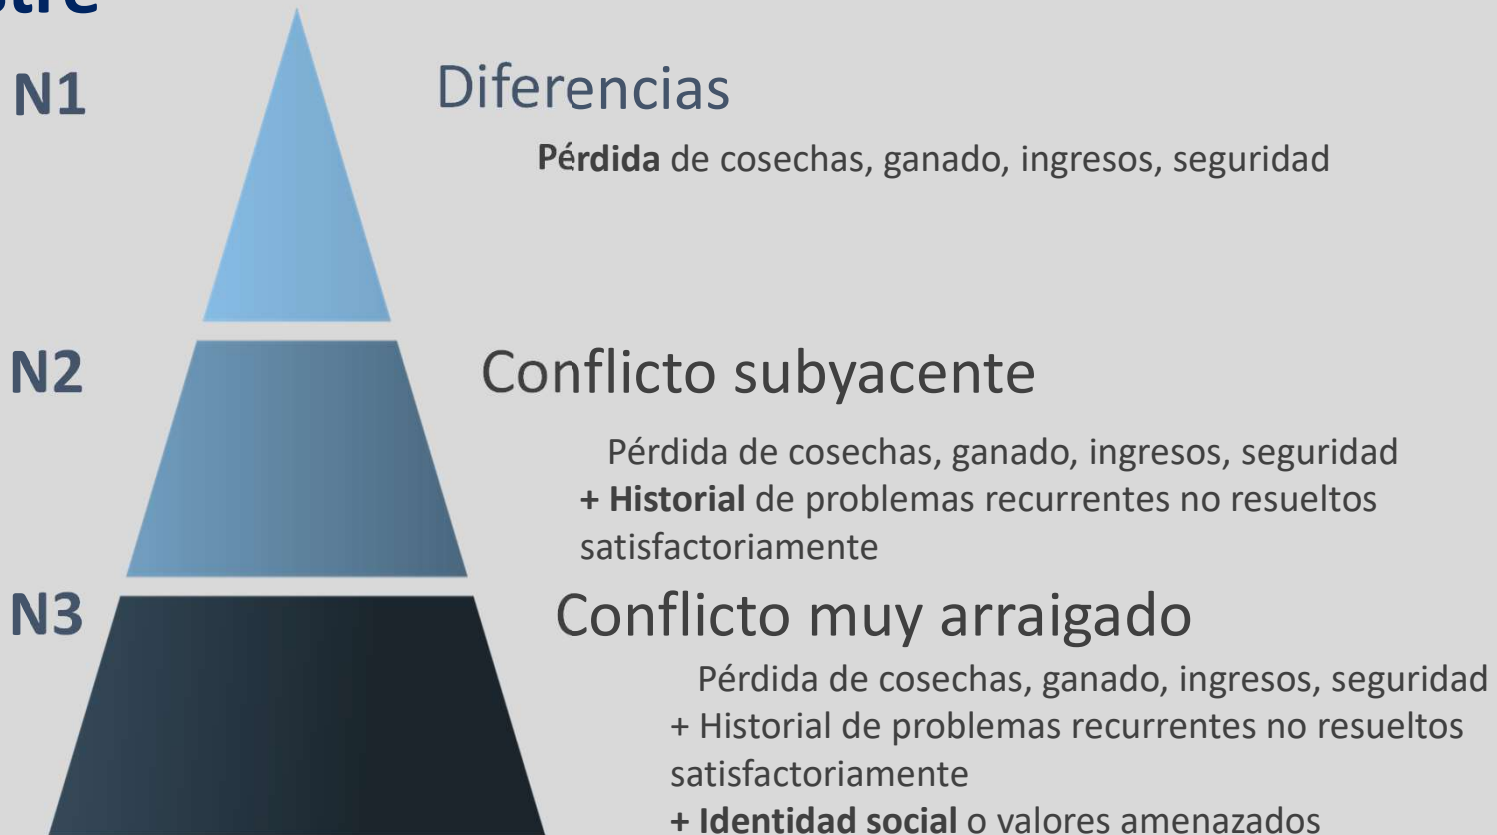 N1
Diferencias
Pérdida de cosechas, ganado, ingresos, seguridad
N2
Conflicto subyacente
Pérdida de cosechas, ganado, ingresos, seguridad
+ Historial de problemas recurrentes no resueltos
satisfactoriamente
N3
Conflicto muy arraigado
Pérdida de cosechas, ganado, ingresos, seguridad
+ Historial de problemas recurrentes no resueltos
satisfactoriamente
+ Identidad social o valores amenazados